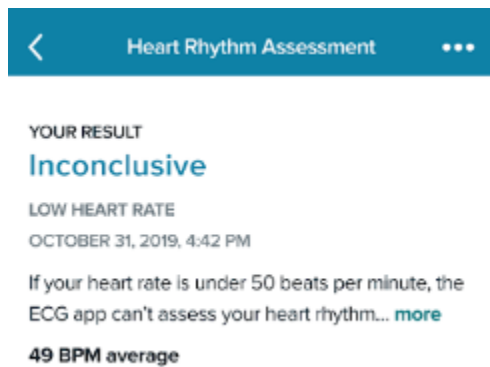 Heart Rhythm Assessment
YOUR RESULT
Inconclusive
LOW HEART RATE
OCTOBER 31, 2019, 4:42 PM
If your heart rate is under 50 beats per minute, the
ECG app can't assess your heart rhythm... more
49 BPM average